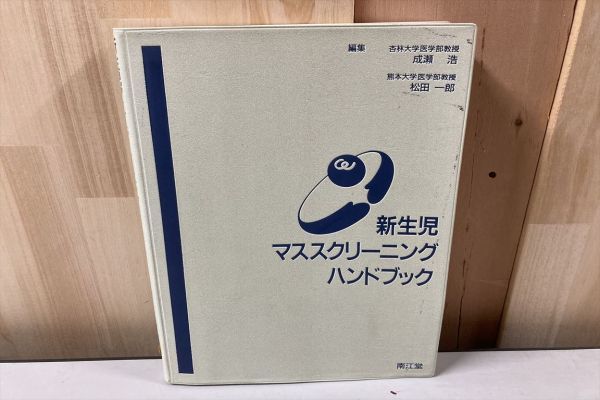 編集 杏林大学医学部教授
成瀬 浩
熊本大学医学部教授
松田 一郎
新生児
マススクリーニング
ハンドブック
南江堂